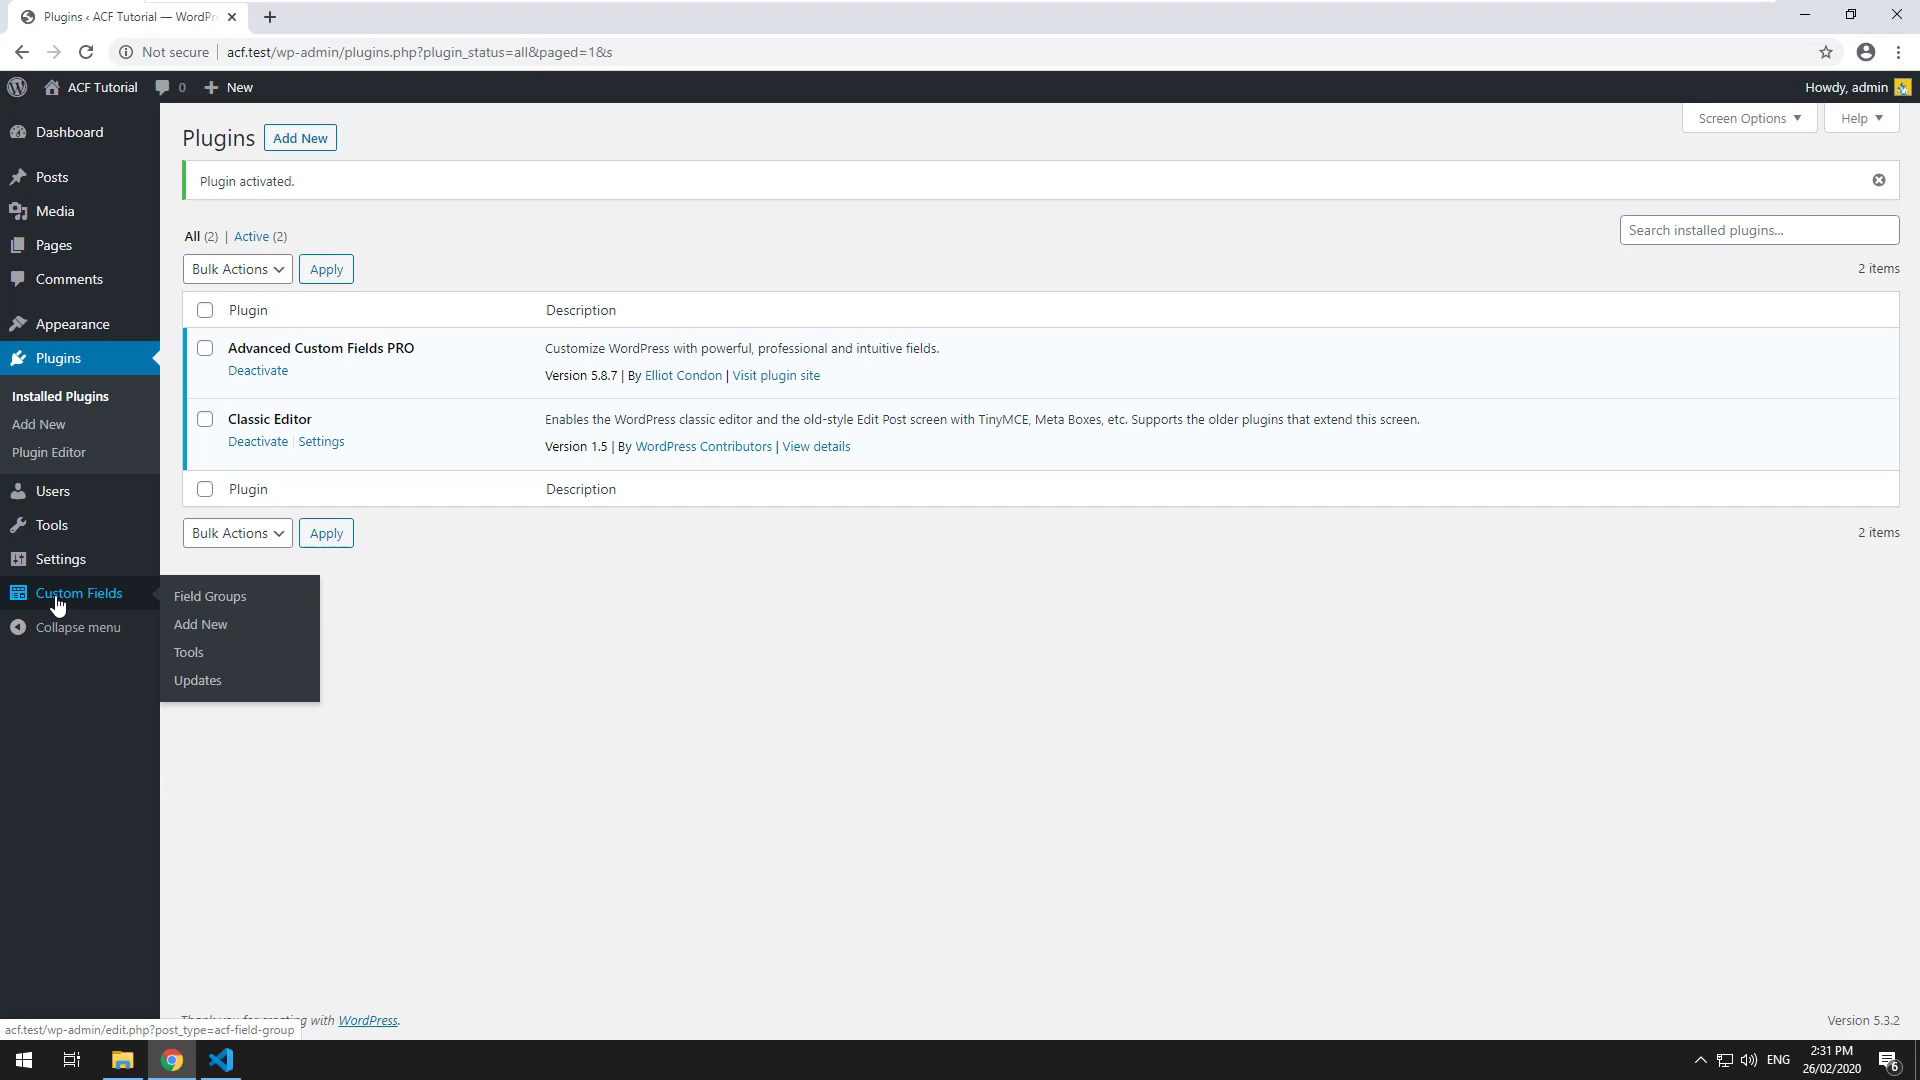 Plugins ‹ ACF Tutorial — WordPr
Not secure
acf.test/wp-admin/plugins.php?plugin_status=all&paged=1&s
ACF Tutorial
0
New
Howdy, admin
Dashboard
Posts
Media
Pages
Comments
Appearance
Plugins
Installed Plugins
Add New
Plugin Editor
Users
Tools
Settings
Custom Fields
Collapse menu
Field Groups
Add New
Tools
Updates
Screen Options
Help
Plugins
Add New
Plugin activated.
All (2) | Active (2)
Search installed plugins...
Bulk Actions
Apply
2 items
Plugin
Description
Advanced Custom Fields PRO
Deactivate
Customize WordPress with powerful, professional and intuitive fields.
Version 5.8.7 | By Elliot Condon | Visit plugin site
Classic Editor
Deactivate | Settings
Enables the WordPress classic editor and the old-style Edit Post screen with TinyMCE, Meta Boxes, etc. Supports the older plugins that extend this screen.
Version 1.5 | By WordPress Contributors | View details
Plugin
Description
Bulk Actions
Apply
2 items
Thank you for creating with WordPress.
Version 5.3.2
acf.test/wp-admin/edit.php?post_type=acf-field-group
ENG
2:31 PM
26/02/2020
6